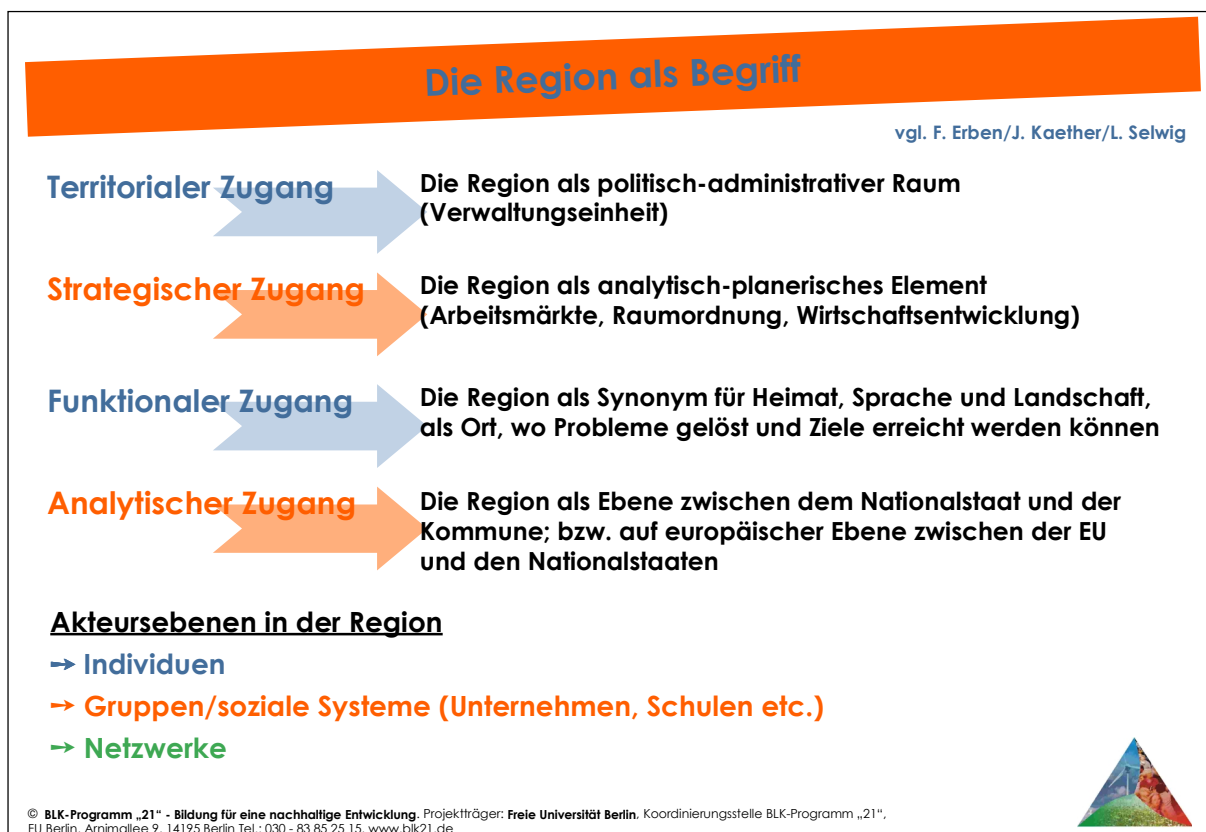 Die Region als Begriff
vgl. F. Erben/J. Kaether/L. Selwig
Territorialer Zugang
Die Region als politisch-administrativer Raum
(Verwaltungseinheit)
Strategischer Zugang
Die Region als analytisch-planerisches Element
(Arbeitsmärkte, Raumordnung, Wirtschaftsentwicklung)
Funktionaler Zugang
Die Region als Synonym für Heimat, Sprache und Landschaft,
als Ort, wo Probleme gelöst und Ziele erreicht werden können
Analytischer Zugang
Die Region als Ebene zwischen dem Nationalstaat und der
Kommune; bzw. auf europäischer Ebene zwischen der EU
und den Nationalstaaten
Akteursebenen in der Region
→ Individuen
→ Gruppen/soziale Systeme (Unternehmen, Schulen etc.)
→ Netzwerke
© BLK-Programm „21“ - Bildung für eine nachhaltige Entwicklung. Projektträger: Freie Universität Berlin, Koordinierungsstelle BLK-Programm „21“,
FU Berlin, Arnimallee 9, 14195 Berlin Tel.: 030 - 83 85 25 15, www.blk21.de